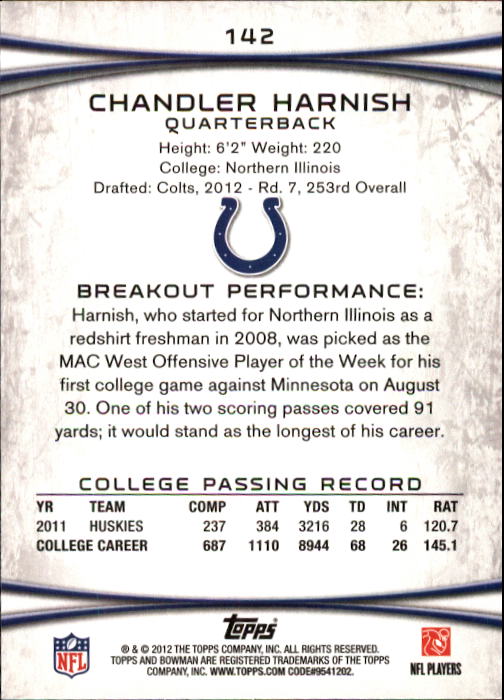 142
CHANDLER HARNISH
QUARTERBACK
Height: 6'2" Weight: 220
College: Northern Illinois
Drafted: Colts, 2012 - Rd. 7, 253rd Overall
BREAKOUT PERFORMANCE:
Harnish, who started for Northern Illinois as a
redshirt freshman in 2008, was picked as the
MAC West Offensive Player of the Week for his
first college game against Minnesota on August
30. One of his two scoring passes covered 91
yards; it would stand as the longest of his career.
COLLEGE PASSING RECORD
YR TEAM COMP ATT YDS TD INT RAT
2011 HUSKIES 237 384 3216 28 6 120.7
COLLEGE CAREER 687 1110 8944 68 26 145.1
Topps
® & © 2012 THE TOPPS COMPANY, INC. ALL RIGHTS RESERVED.
TOPPS AND BOWMAN ARE REGISTERED TRADEMARKS OF THE TOPPS
COMPANY, INC. WWW.TOPPS.COM CODE#9541202.
NFL
NFL PLAYERS